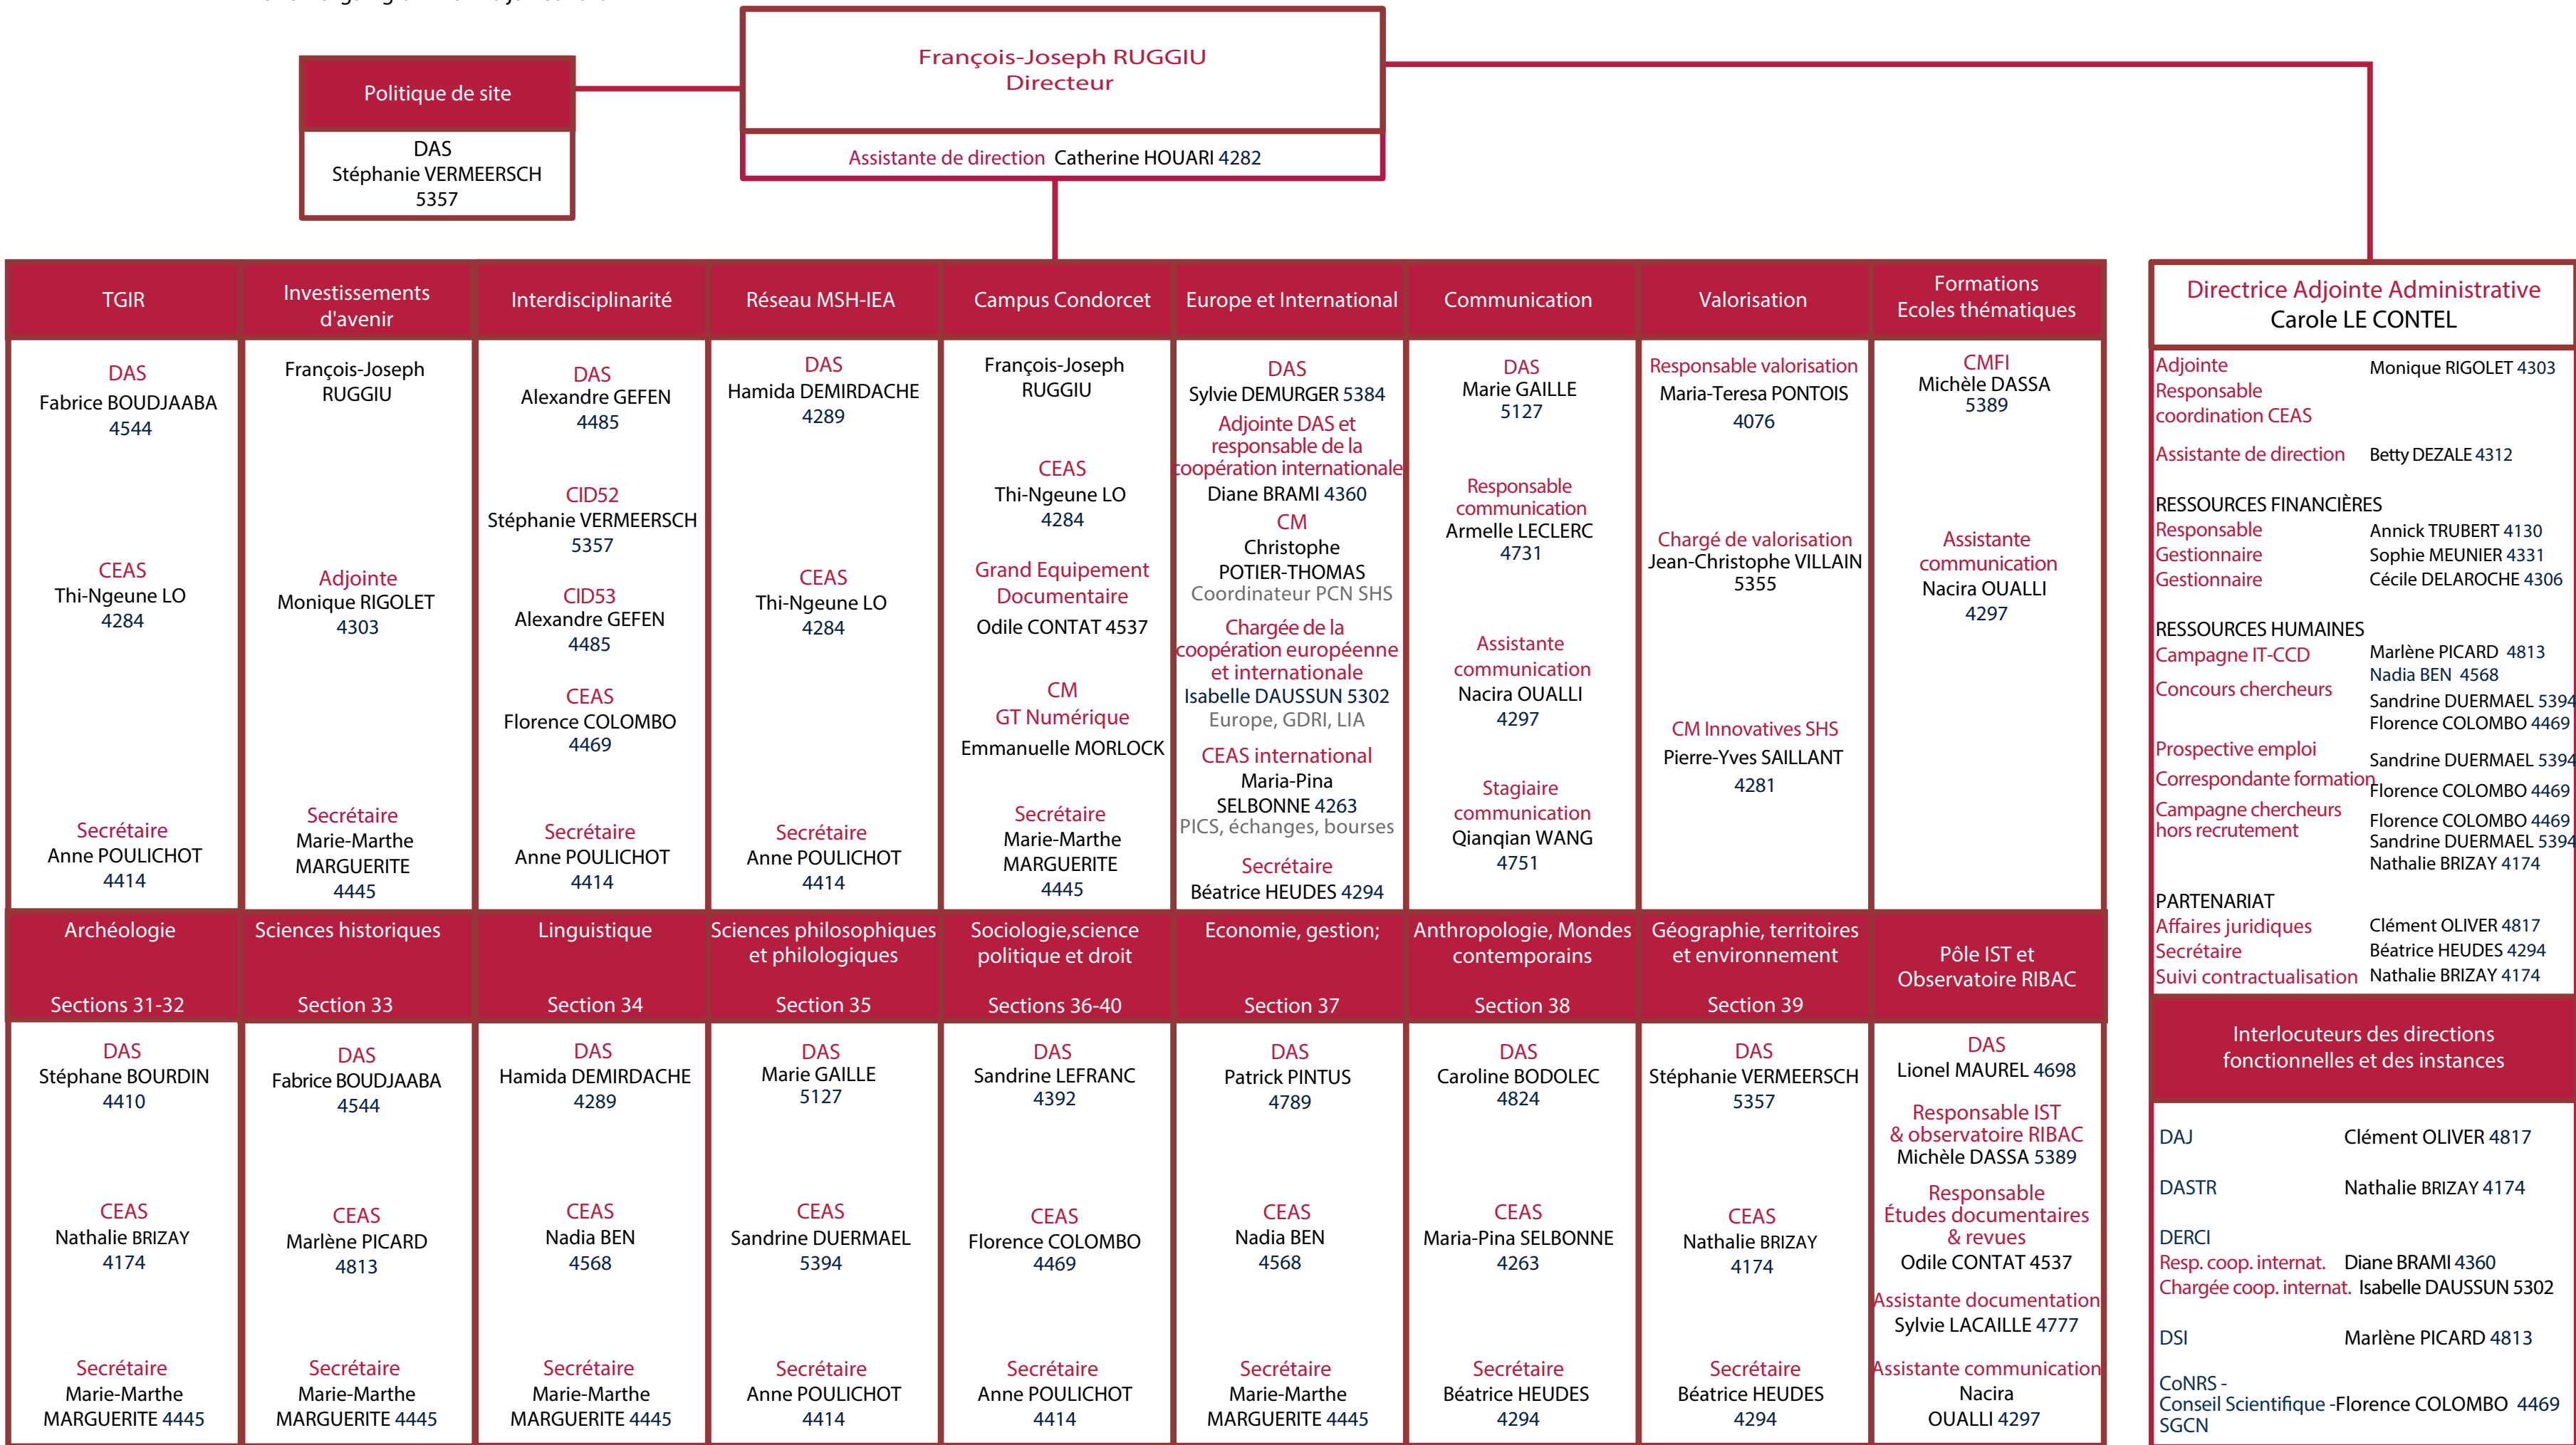 François-Joseph RUGGIU
Directeur
Assistante de direction Catherine HOUARI 4282
Politique de site
DAS
Stéphanie VERMEERSCH
5357
TGIR
DAS
Fabrice BOUDJAABA
4544
CEAS
Thi-Ngeune LO
4284
Secrétaire
Anne POULICHOT
4414
Investissements
d'avenir
François-Joseph
RUGGIU
Adjointe
Monique RIGOLET
4303
Secrétaire
Marie-Marthe
MARGUERITE
4445
Interdisciplinarité
DAS
Alexandre GEFEN
4485
CID52
Stéphanie VERMEERSCH
5357
CID53
Alexandre GEFEN
4485
CEAS
Florence COLOMBO
4469
Secrétaire
Anne POULICHOT
4414
Réseau MSH-IEA
DAS
Hamida DEMIRDACHE
4289
CEAS
Thi-Ngeune LO
4284
Secrétaire
Anne POULICHOT
4414
Campus Condorcet
François-Joseph
RUGGIU
CEAS
Thi-Ngeune LO
4284
Grand Equipement
Documentaire
Odile CONTAT 4537
CM
GT Numérique
Emmanuelle MORLOCK
Secrétaire
Marie-Marthe
MARGUERITE
4445
Europe et International
DAS
Sylvie DEMURGER 5384
Adjointe DAS et
responsable de la
coopération internationale
Diane BRAMI 4360
CM
Christophe
POTIER-THOMAS
Coordinateur PCN SHS
Chargée de la
coopération européenne
et internationale
Isabelle DAUSSUN 5302
Europe, GDRI, LIA
CEAS international
Maria-Pina
SELBONNE 4263
PICS, échanges, bourses
Secrétaire
Béatrice HEUDES 4294
Communication
DAS
Marie GAILLE
5127
Responsable
communication
Armelle LECLERC
4731
Assistante
communication
Nacira OUALLI
4297
Stagiaire
communication
Qianqian WANG
4751
Valorisation
Responsable valorisation
Maria-Teresa PONTOIS
4076
Chargé de valorisation
Jean-Christophe VILLAIN
5355
CM Innovatives SHS
Pierre-Yves SAILLANT
4281
Formations
Ecoles thématiques
CMFI
Michèle DASSA
5389
Assistante
communication
Nacira OUALLI
4297
Archéologie
Sections 31-32
DAS
Stéphane BOURDIN
4410
CEAS
Nathalie BRIZAY
4174
Secrétaire
Marie-Marthe
MARGUERITE 4445
Sciences historiques
Section 33
DAS
Fabrice BOUDJAABA
4544
CEAS
Marlène PICARD
4813
Secrétaire
Marie-Marthe
MARGUERITE 4445
Linguistique
Section 34
DAS
Hamida DEMIRDACHE
4289
CEAS
Nadia BEN
4568
Secrétaire
Marie-Marthe
MARGUERITE 4445
Sciences philosophiques
et philologiques
Section 35
DAS
Marie GAILLE
5127
CEAS
Sandrine DUERMAEL
5394
Secrétaire
Anne POULICHOT
4414
Sociologie,science
politique et droit
Sections 36-40
DAS
Sandrine LEFRANC
4392
CEAS
Florence COLOMBO
4469
Secrétaire
Anne POULICHOT
4414
Economie, gestion;
Section 37
DAS
Patrick PINTUS
4789
CEAS
Nadia BEN
4568
Secrétaire
Marie-Marthe
MARGUERITE 4445
Anthropologie, Mondes
contemporains
Section 38
DAS
Caroline BODOLEC
4824
CEAS
Maria-Pina SELBONNE
4263
Secrétaire
Béatrice HEUDES
4294
Géographie, territoires
et environnement
Section 39
DAS
Stéphanie VERMEERSCH
5357
CEAS
Nathalie BRIZAY
4174
Secrétaire
Béatrice HEUDES
4294
Pôle IST et
Observatoire RIBAC
DAS
Lionel MAUREL 4698
Responsable IST
& observatoire RIBAC
Michèle DASSA 5389
Responsable
Études documentaires
& revues
Odile CONTAT 4537
Assistante documentation
Sylvie LACAILLE 4777
Assistante communication
Nacira
OUALLI 4297
Directrice Adjointe Administrative
Carole LE CONTEL
Adjointe Monique RIGOLET 4303
Responsable
coordination CEAS
Assistante de direction Betty DEZALE 4312
RESSOURCES FINANCIÈRES
Responsable Annick TRUBERT 4130
Gestionnaire Sophie MEUNIER 4331
Gestionnaire Cécile DELAROCHE 4306
RESSOURCES HUMAINES
Campagne IT-CCD Marlène PICARD 4813
Nadia BEN 4568
Concours chercheurs Sandrine DUERMAEL 5394
Florence COLOMBO 4469
Prospective emploi Sandrine DUERMAEL 5394
Correspondante formation Florence COLOMBO 4469
Campagne chercheurs
hors recrutement Florence COLOMBO 4469
Sandrine DUERMAEL 5394
Nathalie BRIZAY 4174
PARTENARIAT
Affaires juridiques Clément OLIVER 4817
Secrétaire Béatrice HEUDES 4294
Suivi contractualisation Nathalie BRIZAY 4174
Interlocuteurs des directions
fonctionnelles et des instances
DAJ Clément OLIVER 4817
DASTR Nathalie BRIZAY 4174
DERCI
Resp. coop. internat. Diane BRAMI 4360
Chargée coop. internat. Isabelle DAUSSUN 5302
DSI Marlène PICARD 4813
CoNRS -
Conseil Scientifique -Florence COLOMBO 4469
SGCN